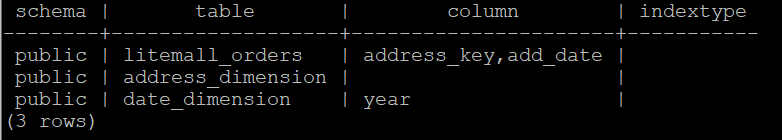 schema | table | column | indextype
--------+--------------------+------------------------+-----------
public | litemall_orders | address_key,add_date |
public | address_dimension | |
public | date_dimension | year |
(3 rows)